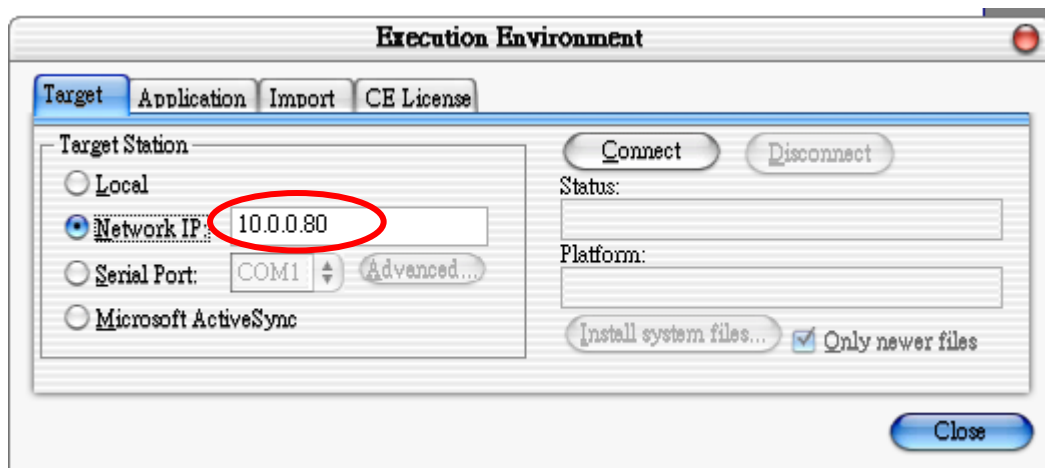 Execution Environment
Target Application Import CE License
Target Station
Local
Network IP: 10.0.0.80
Serial Port: COM1 Advanced...
Microsoft ActiveSync
Connect Disconnect
Status:
Platform:
Install system files... Only newer files
Close